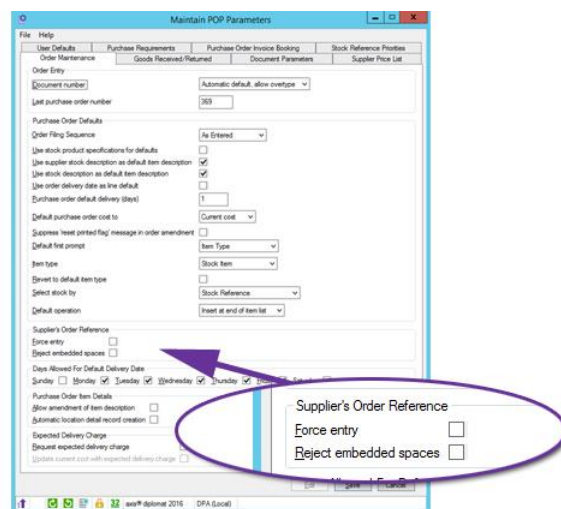 Maintain POP Parameters
File Help
User Defaults Purchase Requirements Purchase Order Invoice Booking Stock Reference Priorities
Order Maintenance Goods Received/Returned Document Parameters Supplier Price List
Order Entry
Document number Automatic default, allow overtype
Last purchase order number 369
Purchase Order Defaults
Order Filing Sequence As Entered
Use stock product specifications for defaults
Use supplier stock description as default item description
Use stock description as default item description
Use order delivery date as line default
Purchase order default delivery (days) 1
Default purchase order cost to Current cost
Suppress 'reset printed flag' message in order amendment
Default first prompt Item Type
Item type Stock Item
Revert to default item type
Select stock by Stock Reference
Default operation Insert at end of item list
Supplier's Order Reference
Force entry
Reject embedded spaces
Days Allowed For Default Delivery Date
Sunday Monday Tuesday Wednesday Thursday
Purchase Order Item Details
Allow amendment of item description
Automatic location detail record creation
Expected Delivery Charge
Request expected delivery charge
Update current cost with expected delivery charge
Supplier's Order Reference
Force entry
Reject embedded spaces
Save Cancel
32 axis® diplomat 2016 DPA (Local)